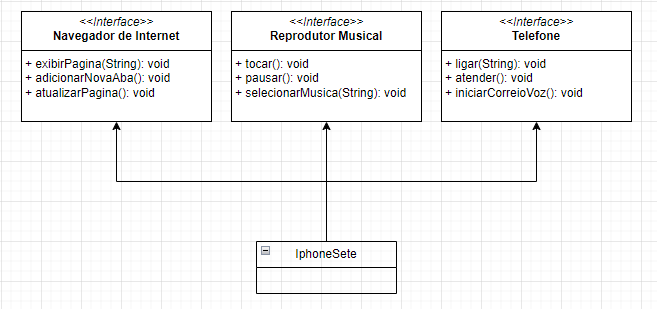 <<Interface>>
Navegador de Internet
+ exibirPagina(String): void
+ adicionarNovaAba(): void
+ atualizarPagina(): void
<<Interface>>
Reprodutor Musical
+ tocar(): void
+ pausar(): void
+ selecionarMusica(String): void
<<Interface>>
Telefone
+ ligar(String): void
+ atender(): void
+ iniciarCorreioVoz(): void
IphoneSete